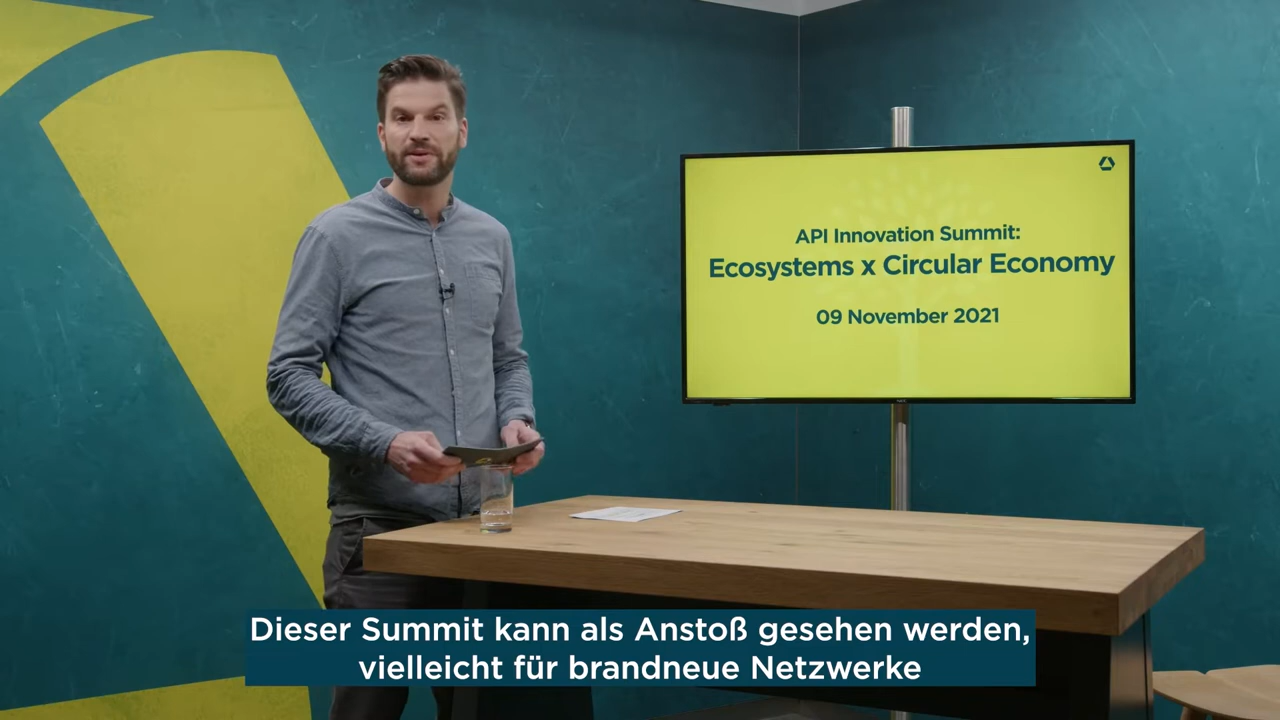 API Innovation Summit:
Ecosystems x Circular Economy
09 November 2021
Dieser Summit kann als Anstoß gesehen werden,
vielleicht für brandneue Netzwerke